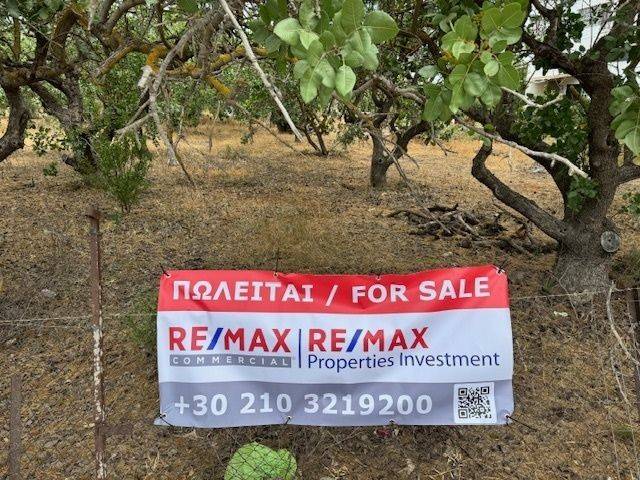 ΠΩΛΕΙΤΑΙ / FOR SALE
RE/MAX | RE/MAX
COMMERCIAL | Properties Investment
+30 210 3219200